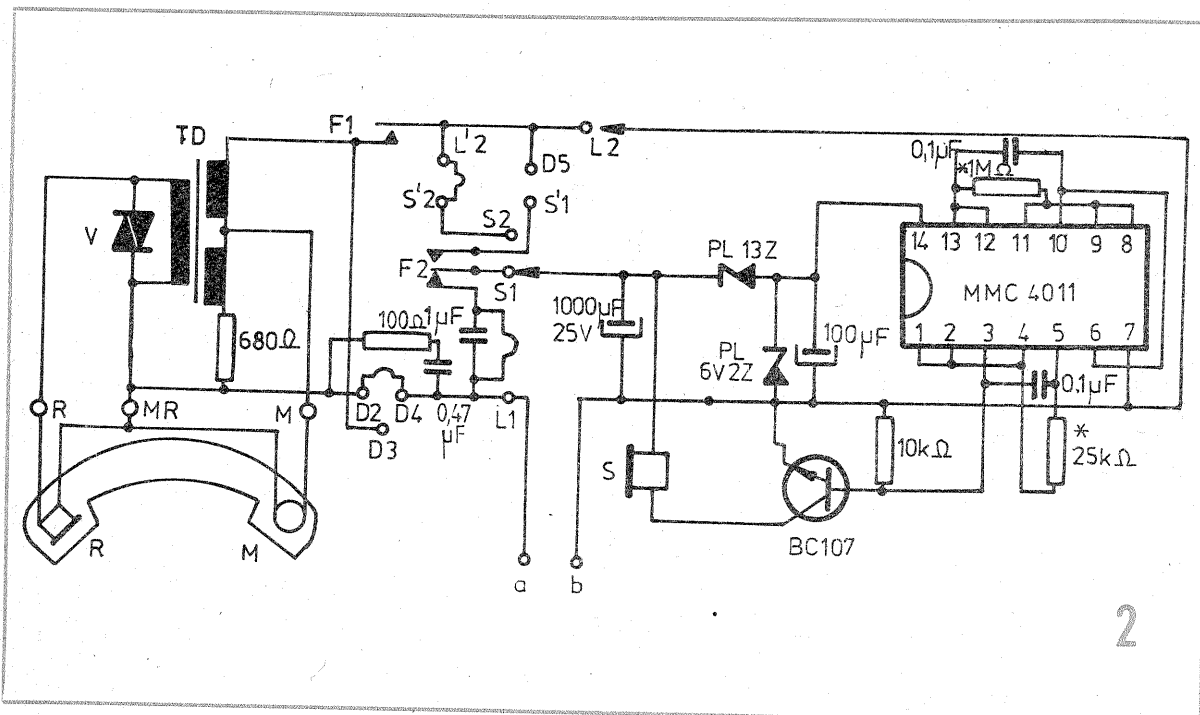 TD
F1
L'2
L2
D5
S'2
S'1
S2
F2
S1
V
680Ω
100Ω
1µF
0,47
µF
R
MR
M
D2
D4
D3
L1
R
M
a
b
1000µF
25V
PL 13Z
PL
6V2Z
100µF
S
BC107
10kΩ
0,1µF
*1MΩ
14 13 12 11 10 9 8
MMC 4011
1 2 3 4 5 6 7
0.1µF
*
25kΩ
2